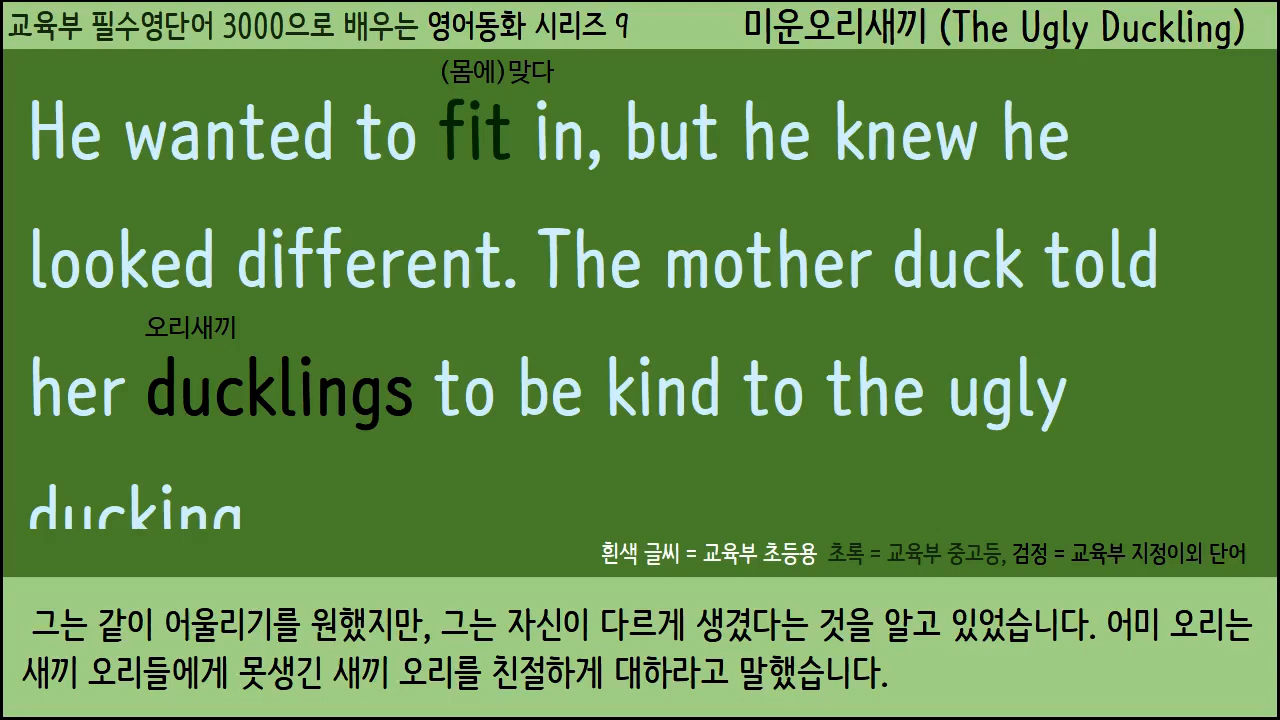 교육부 필수영단어 3000으로 배우는 영어동화 시리즈 9 미운오리새끼 (The Ugly Duckling)
(몸에)맞다
He wanted to fit in, but he knew he
looked different. The mother duck told
오리새끼
her ducklings to be kind to the ugly
ducking
흰색 글씨 = 교육부 초등용 초록 = 교육부 중고등, 검정 = 교육부 지정이외 단어
그는 같이 어울리기를 원했지만, 그는 자신이 다르게 생겼다는 것을 알고 있었습니다. 어미 오리는
새끼 오리들에게 못생긴 새끼 오리를 친절하게 대하라고 말했습니다.